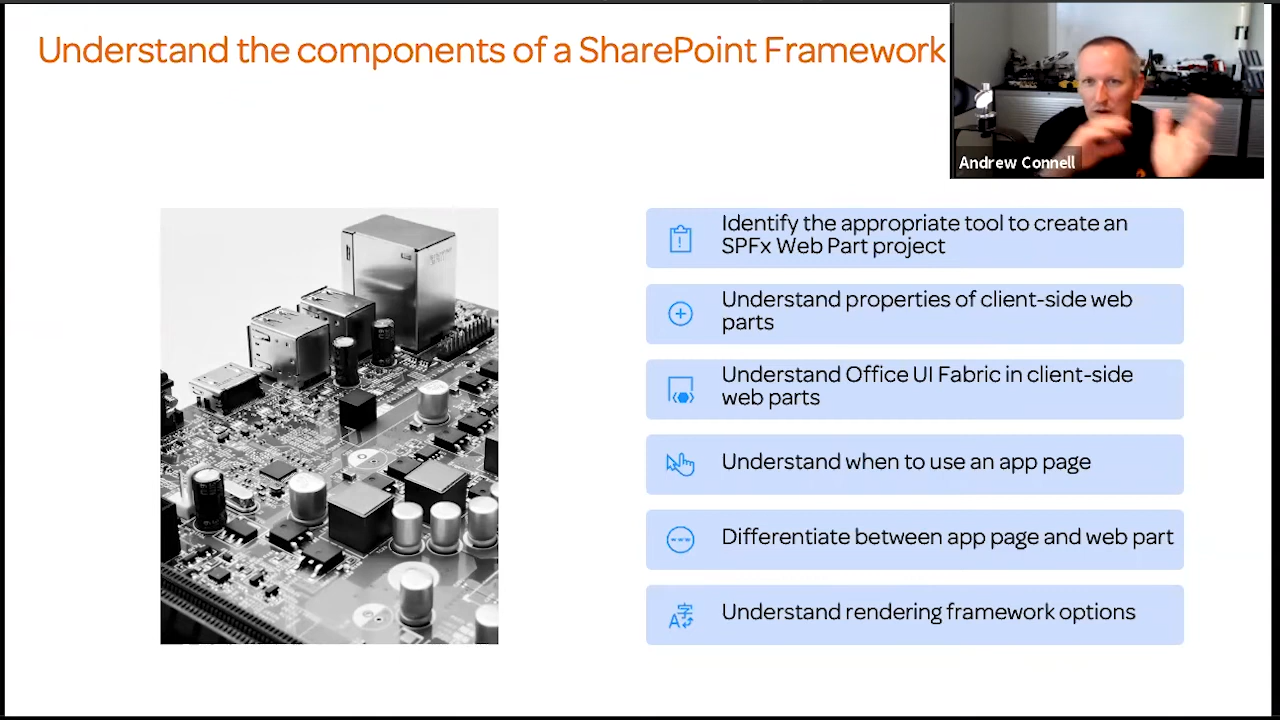 Understand the components of a SharePoint Framework
Andrew Connell
Identify the appropriate tool to create an
SPFx Web Part project
Understand properties of client-side web
parts
Understand Office UI Fabric in client-side
web parts
Understand when to use an app page
Differentiate between app page and web part
Understand rendering framework options